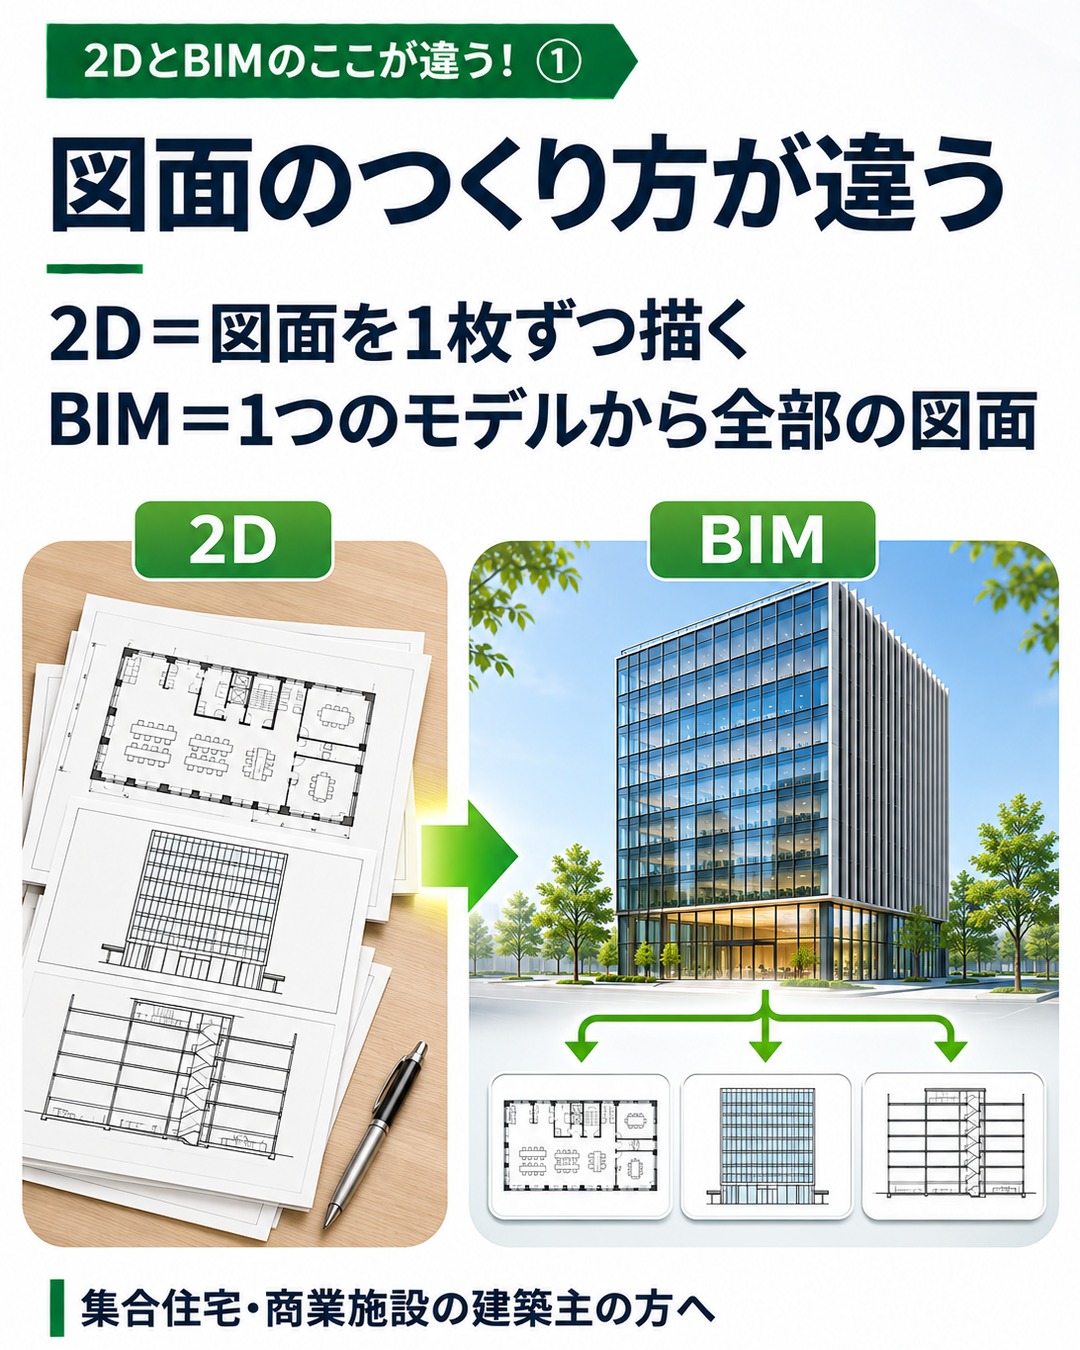 2DとBIMのここが違う！ ①
図面のつくり方が違う
2D＝図面を1枚ずつ描く
BIM＝1つのモデルから全部の図面
2D
BIM
集合住宅・商業施設の建築主の方へ